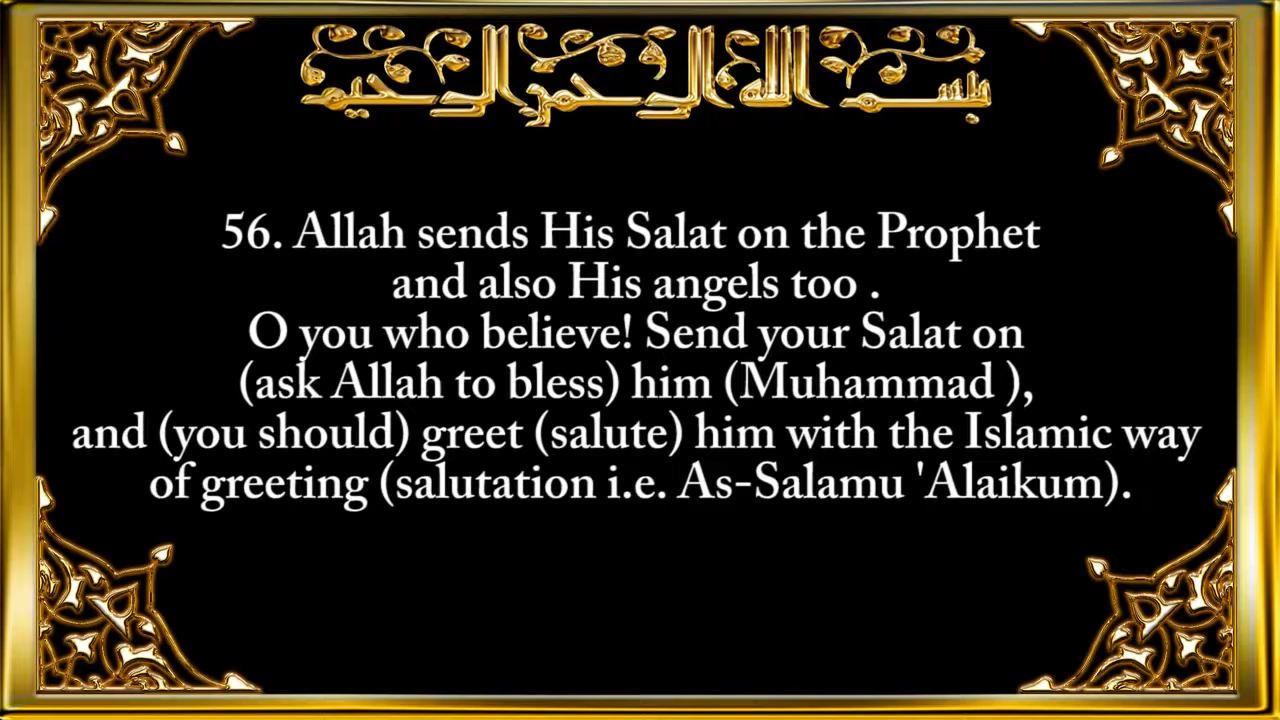 بسم الله الرحمن الرحيم
56. Allah sends His Salat on the Prophet
and also His angels too .
O you who believe! Send your Salat on
(ask Allah to bless) him (Muhammad ),
and (you should) greet (salute) him with the Islamic way
of greeting (salutation i.e. As-Salamu 'Alaikum).